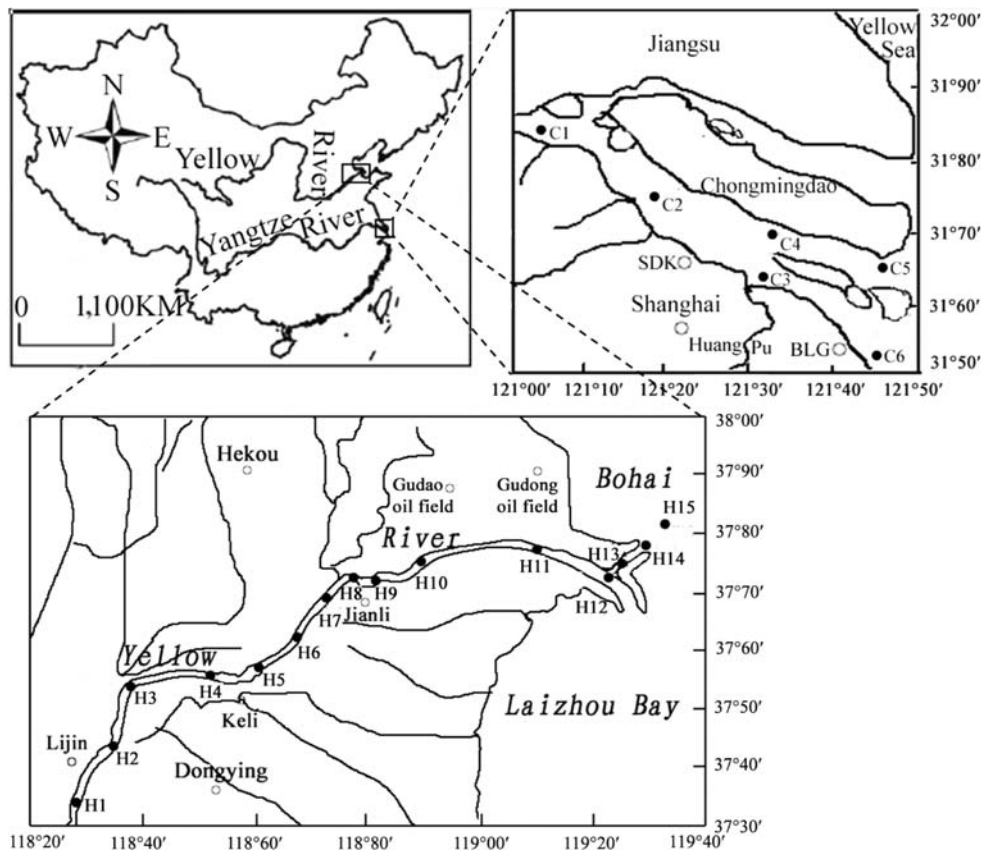 N
W
E
S
Yellow
River
Yangtze
River
0
1,100KM
Jiangsu
Yellow
Sea
C1
Chongmingdao
C2
C4
SDK
C3
C5
Shanghai
Huang Pu
BLG
C6
32°00′
31°90′
31°80′
31°70′
31°60′
31°50′
121°00′
121°10′
121°20′
121°30′
121°40′
121°50′
Hekou
Gudao
oil field
Gudong
oil field
Bohai
H15
River
H13
H14
H11
H10
H12
H8
H9
Jianli
H7
H6
Yellow
H5
H4
H3
Keli
Laizhou Bay
Lijin
H2
Dongying
H1
38°00′
37°90′
37°80′
37°70′
37°60′
37°50′
37°40′
37°30′
118°20′
118°40′
118°60′
118°80′
119°00′
119°20′
119°40′